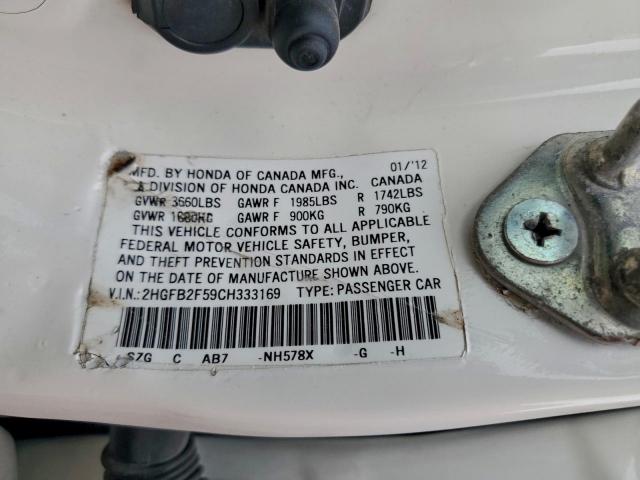 MFD. BY HONDA OF CANADA MFG., 01/'12
A DIVISION OF HONDA CANADA INC. CANADA
GVWR 3660LBS GAWR F 1985LBS R 1742LBS
GVWR 1660KG GAWR F 900KG R 790KG
THIS VEHICLE CONFORMS TO ALL APPLICABLE
FEDERAL MOTOR VEHICLE SAFETY, BUMPER,
AND THEFT PREVENTION STANDARDS IN EFFECT
ON THE DATE OF MANUFACTURE SHOWN ABOVE.
V.I.N.:2HGFB2F59CH333169 TYPE: PASSENGER CAR
S7G C AB7 -NH578X -G -H